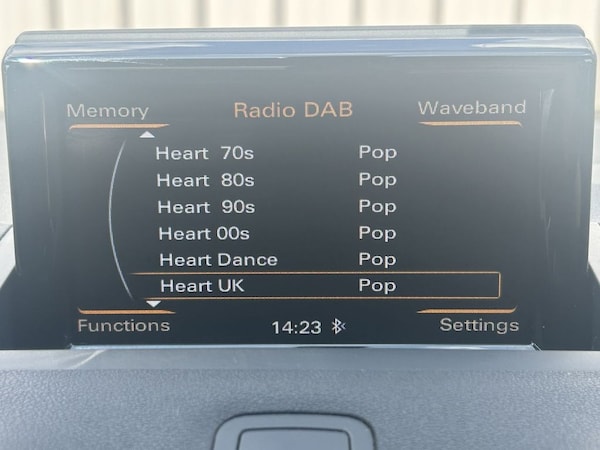 Memory Radio DAB Waveband
Heart 70s Pop
Heart 80s Pop
Heart 90s Pop
Heart 00s Pop
Heart Dance Pop
Heart UK Pop
Functions 14:23 Settings